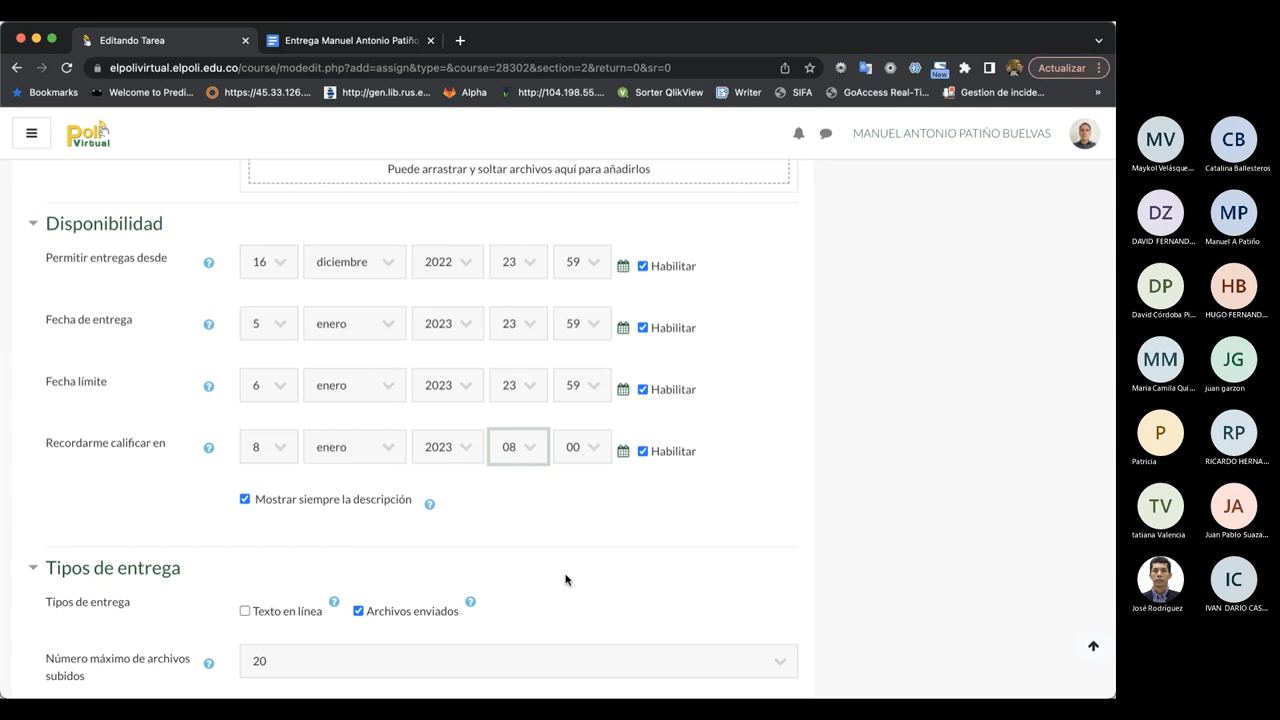 Editando Tarea
Entrega Manuel Antonio Patiño
elpolivirtual.elpoli.edu.co/course/modedit.php?add=assign&type=&course=28302&section=2&return=0&sr=0
New
Actualizar
Bookmarks
Welcome to Predi...
https://45.33.126....
http://gen.lib.rus.e...
Alpha
http://104.198.55....
Sorter QlikView
Writer
SIFA
GoAccess Real-Ti...
Gestion de incide...
»
Poli Virtual
MANUEL ANTONIO PATIÑO BUELVAS
Puede arrastrar y soltar archivos aquí para añadirlos
Disponibilidad
Permitir entregas desde ? 16 diciembre 2022 23 59 Habilitar
Fecha de entrega ? 5 enero 2023 23 59 Habilitar
Fecha límite ? 6 enero 2023 23 59 Habilitar
Recordarme calificar en ? 8 enero 2023 08 00 Habilitar
Mostrar siempre la descripción ?
Tipos de entrega
Tipos de entrega Texto en línea ? Archivos enviados ?
Número máximo de archivos
subidos ? 20
MV CB
Maykol Velásque... Catalina Ballesteros
DZ MP
DAVID FERNAND... Manuel A Patiño
DP HB
David Córdoba Pi... HUGO FERNAND...
MM JG
Maria Camila Qui... juan garzon
P RP
Patricia RICARDO HERNA...
TV JA
tatiana Valencia Juan Pablo Suaza...
IC
José Rodríguez IVAN DARIO CAS...